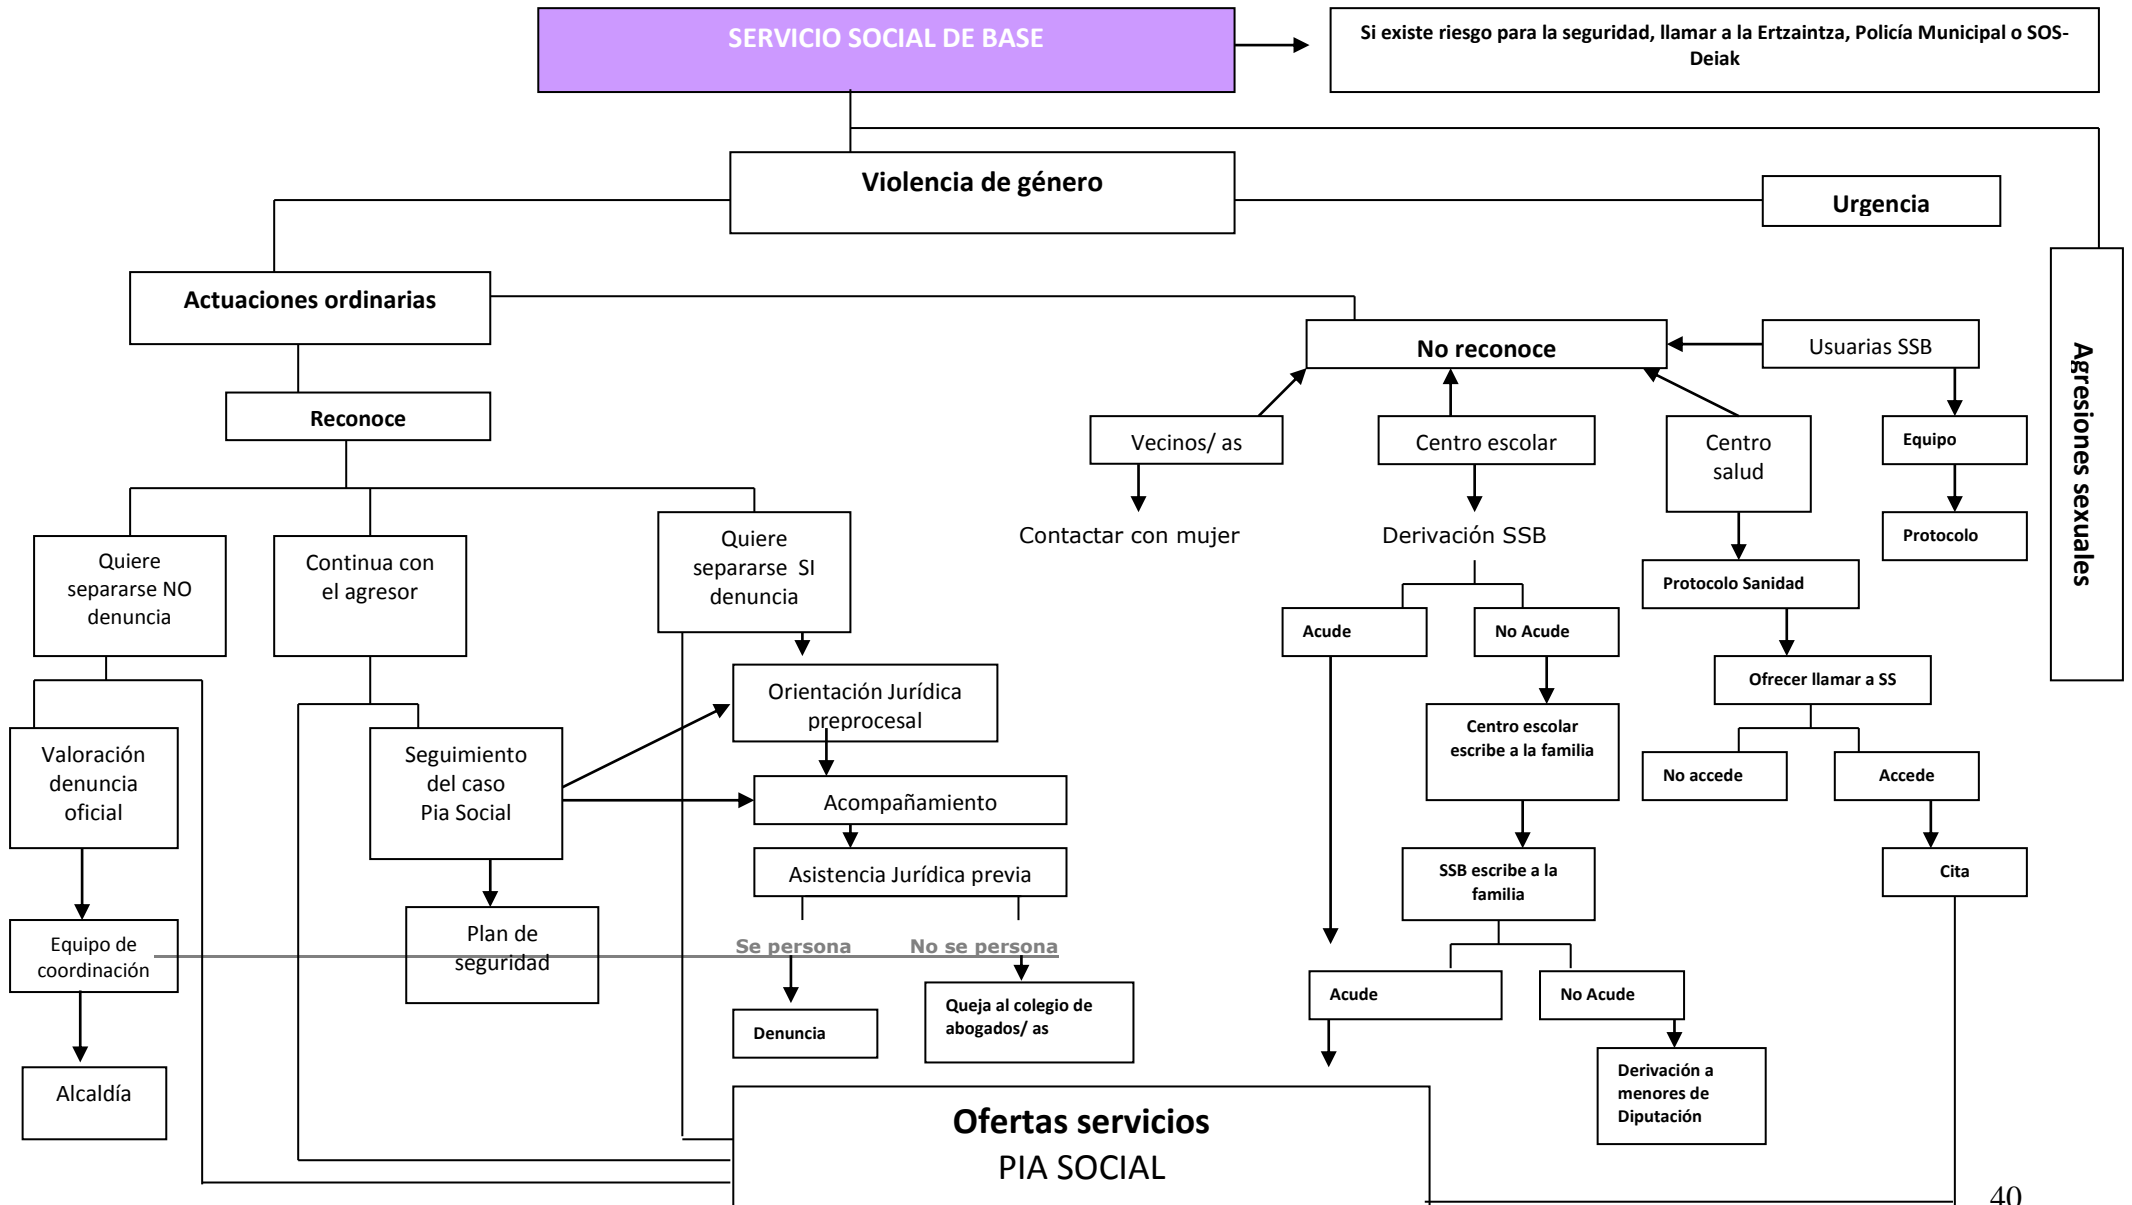 SERVICIO SOCIAL DE BASE
Si existe riesgo para la seguridad, llamar a la Ertzaintza, Policía Municipal o SOS-
Deiak
Violencia de género
Urgencia
Actuaciones ordinarias
No reconoce
Usuarias SSB
Agresiones sexuales
Reconoce
Vecinos/ as
Centro escolar
Centro
salud
Equipo
Contactar con mujer
Derivación SSB
Protocolo
Quiere
separarse NO
denuncia
Continua con
el agresor
Quiere
separarse SI
denuncia
Protocolo Sanidad
Acude
No Acude
Ofrecer llamar a SS
Orientación Jurídica
preprocesal
Centro escolar
escribe a la familia
Valoración
denuncia
oficial
Seguimiento
del caso
Pia Social
No accede
Accede
Acompañamiento
Asistencia Jurídica previa
SSB escribe a la
familia
Cita
Equipo de
coordinación
Plan de
seguridad
Se persona
No se persona
Acude
No Acude
Denuncia
Queja al colegio de
abogados/ as
Alcaldía
Derivación a
menores de
Diputación
Ofertas servicios
PIA SOCIAL
40